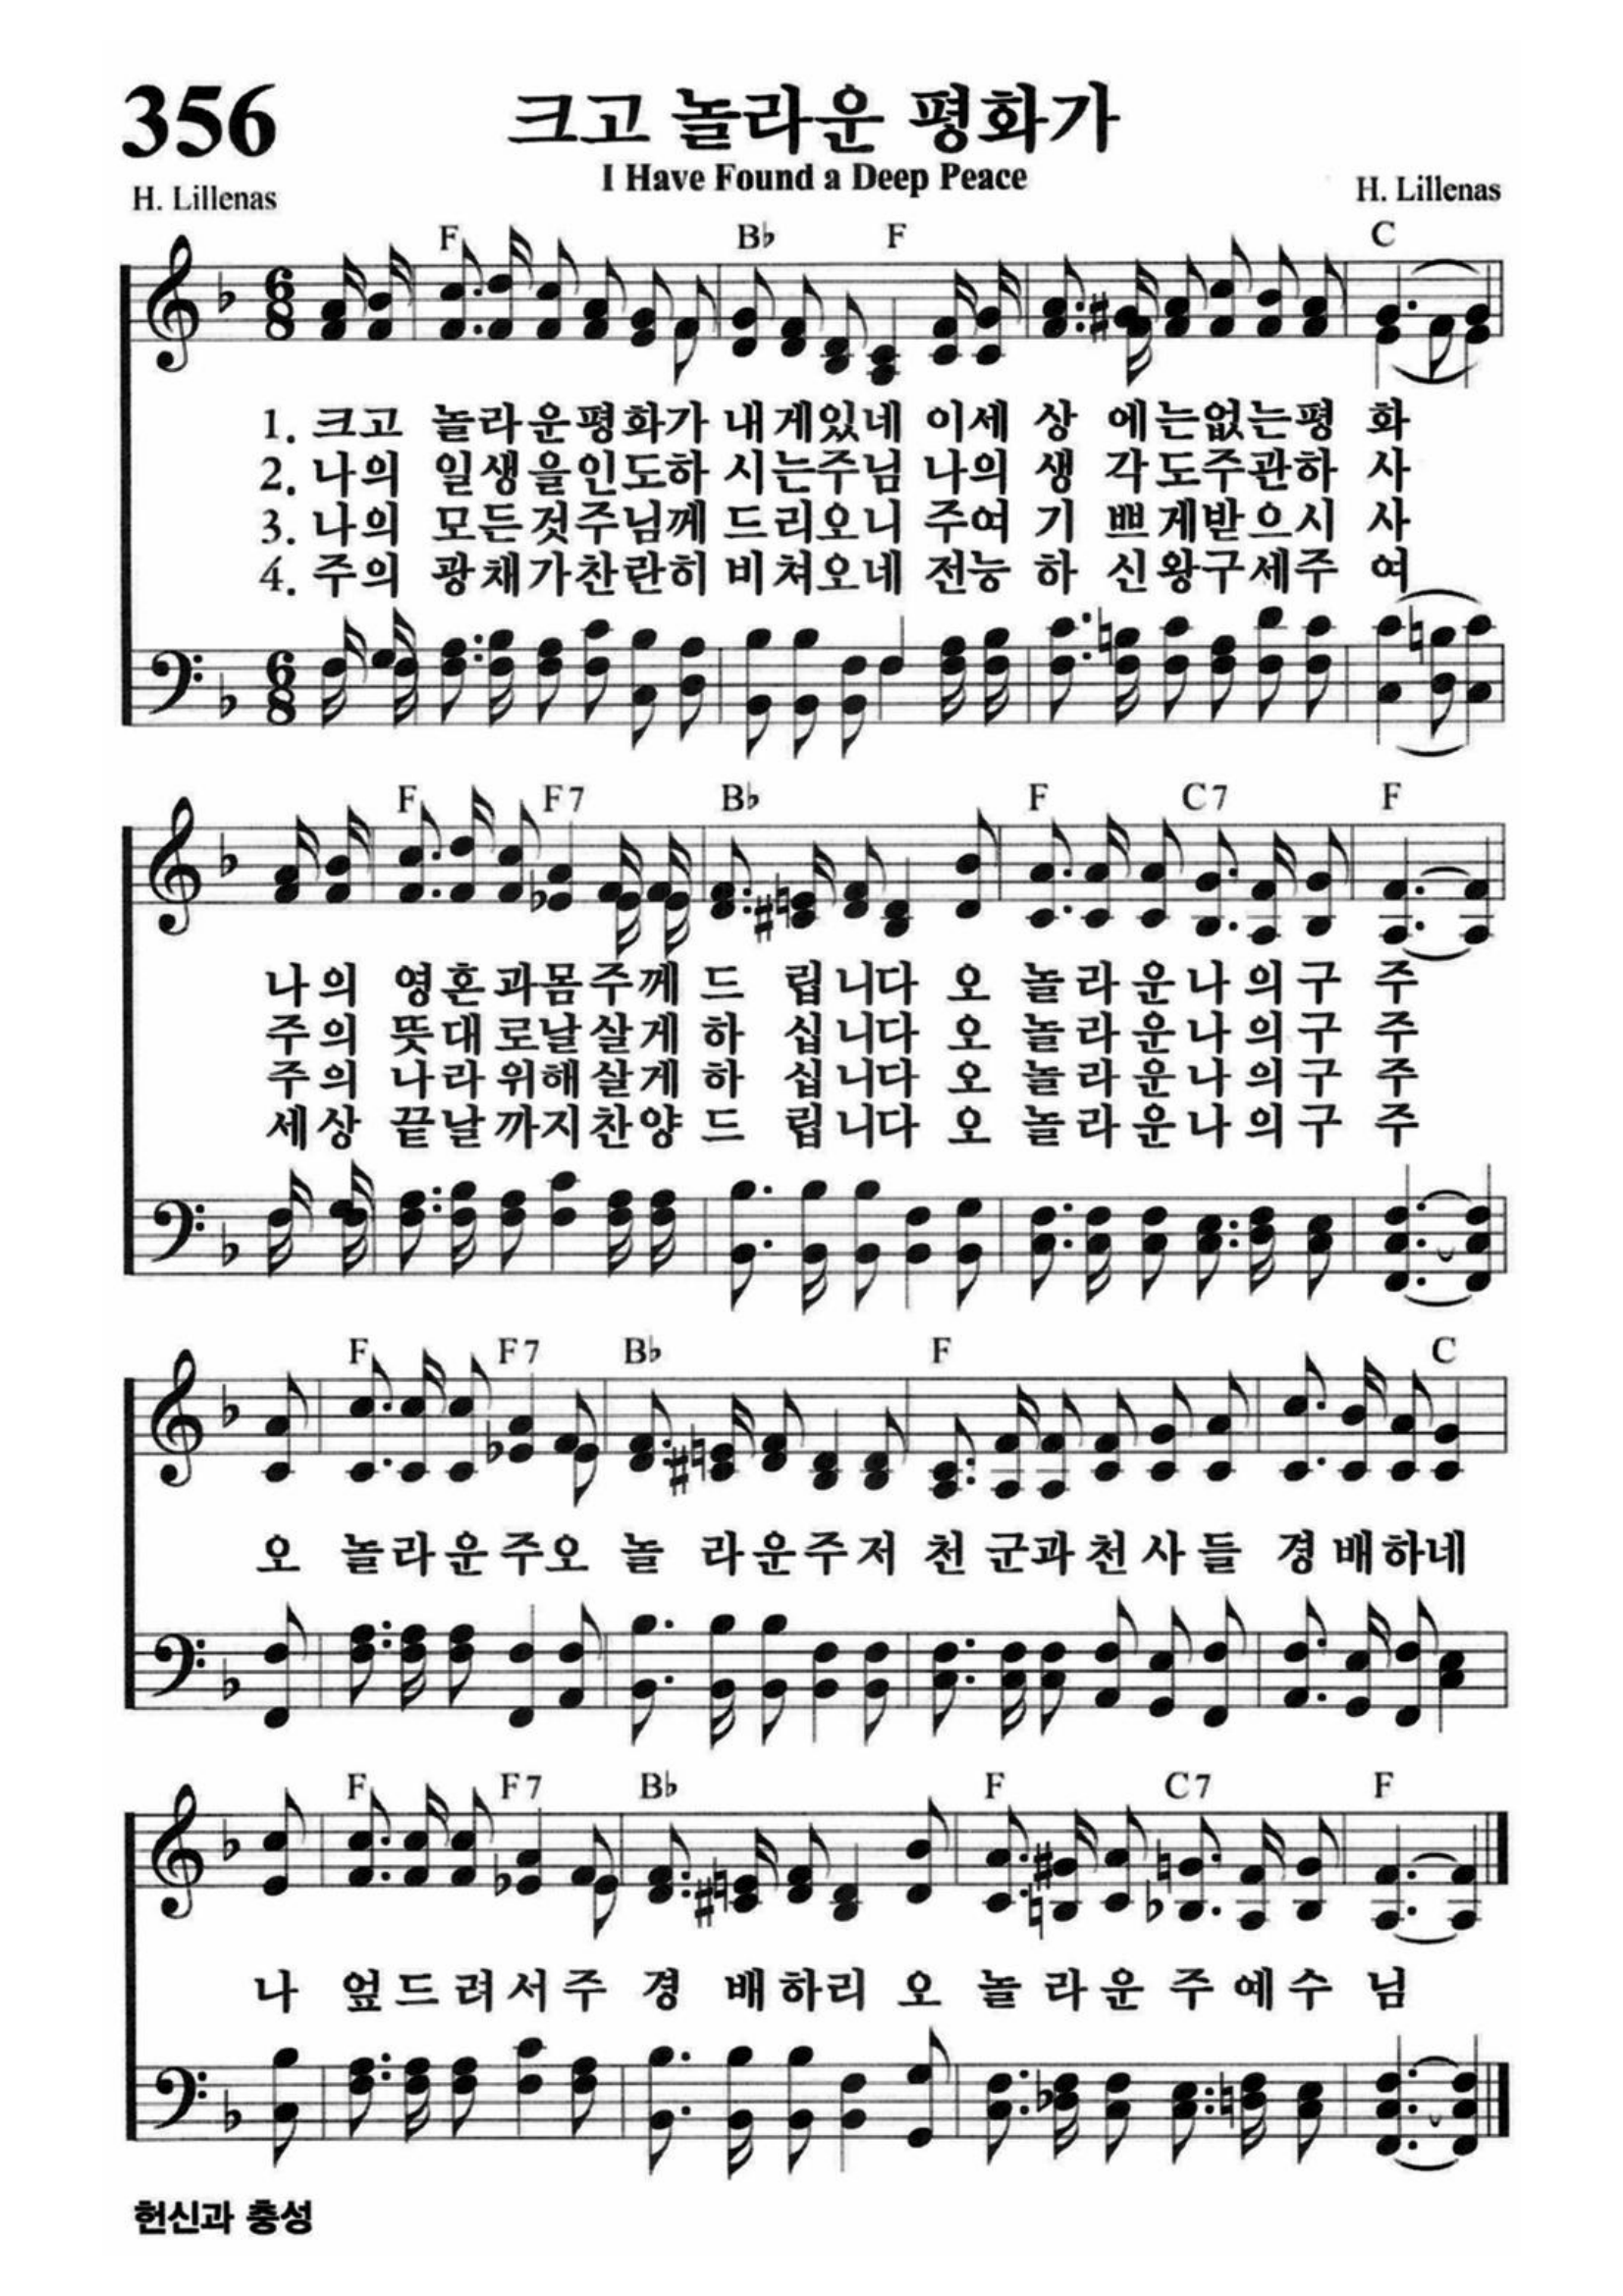 356
크고 놀라운 평화가
I Have Found a Deep Peace
H. Lillenas
H. Lillenas
F B♭ F C
1. 크고 놀라운평화가 내게있네 이세 상 에는없는평 화
2. 나의 일생을인도하 시는주님 나의 생 각도주관하 사
3. 나의 모든것주님께 드리오니 주여 기 쁘게받으시 사
4. 주의 광채가찬란히 비쳐오네 전능 하 신왕구세주 여
F F7 B♭ F C7 F
나의 영혼과몸주께 드 립니다 오 놀라운나의구 주
주의 뜻대로날살게 하 십니다 오 놀라운나의구 주
주의 나라위해살게 하 십니다 오 놀라운나의구 주
세상 끝날까지찬양 드 립니다 오 놀라운나의구 주
F F7 B♭ F C
오 놀라운주오 놀 라운주저 천 군과천사들 경배하네
F F7 B♭ F C7 F
나 엎드려서주 경 배하리 오 놀라운 주예수 님
헌신과 충성